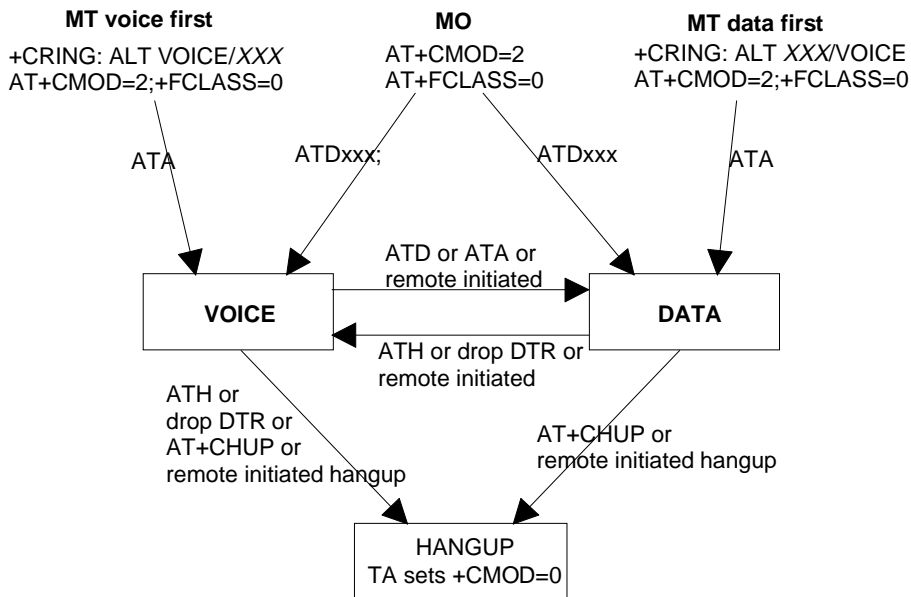 MT voice first
+CRING: ALT VOICE/XXX
AT+CMOD=2;+FCLASS=0
MO
AT+CMOD=2
AT+FCLASS=0
MT data first
+CRING: ALT XXX/VOICE
AT+CMOD=2;+FCLASS=0
ATA
ATDxxx;
ATDxxx
ATA
ATD or ATA or
remote initiated
VOICE
DATA
ATH or drop DTR or
remote initiated
ATH or
drop DTR or
AT+CHUP or
remote initiated hangup
AT+CHUP or
remote initiated hangup
HANGUP
TA sets +CMOD=0